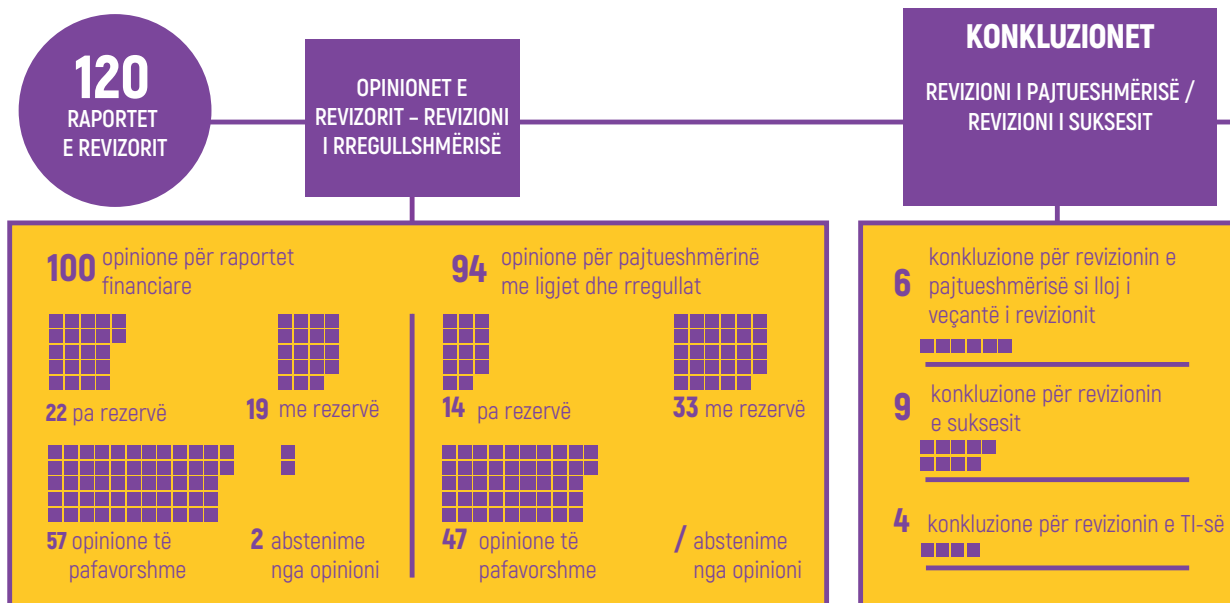 120
RAPORTET
E REVIZORIT
OPINIONET E
REVIZORIT – REVIZIONI
I RREGULLSHMËRISË
KONKLUZIONET
REVIZIONI I PAJTUESHMËRISË /
REVIZIONI I SUKSESIT
100 opinione për raportet
financiare
22 pa rezervë
19 me rezervë
57 opinione të
pafavorshme
2 abstenime
nga opinioni
94 opinione për pajtueshmërinë
me ligjet dhe rregullat
14 pa rezervë
33 me rezervë
47 opinione të
pafavorshme
/ abstenime
nga opinioni
6 konkluzione për revizionin e
pajtueshmërisë si lloj i
veçantë i revizionit
9 konkluzione për revizionin
e suksesit
4 konkluzione për revizionin e TI-së